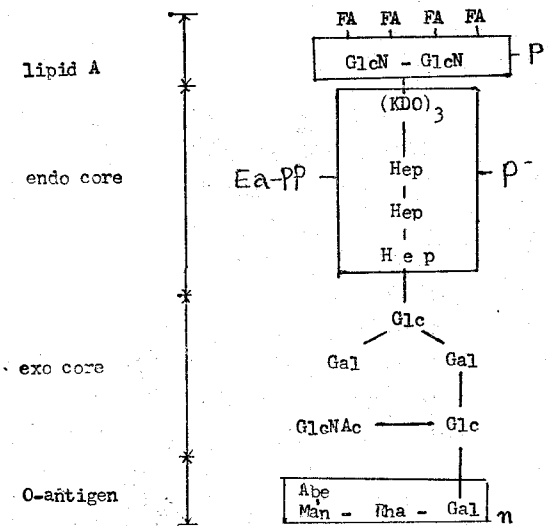 FA FA FA FA
GlcN - GlcN - P
lipid A
(KDO)3
endo core
Ea-PP Hep P-
Hep
Hep
Glc
Gal Gal
exo core
GlcNAc Glc
O-antigen
Abe
Man - Rha - Gal n